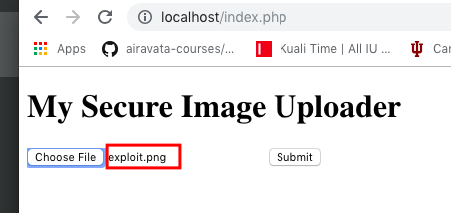 localhost/index.php
Apps airavata-courses/... Kuali Time | All IU Car
My Secure Image Uploader
Choose File exploit.png Submit